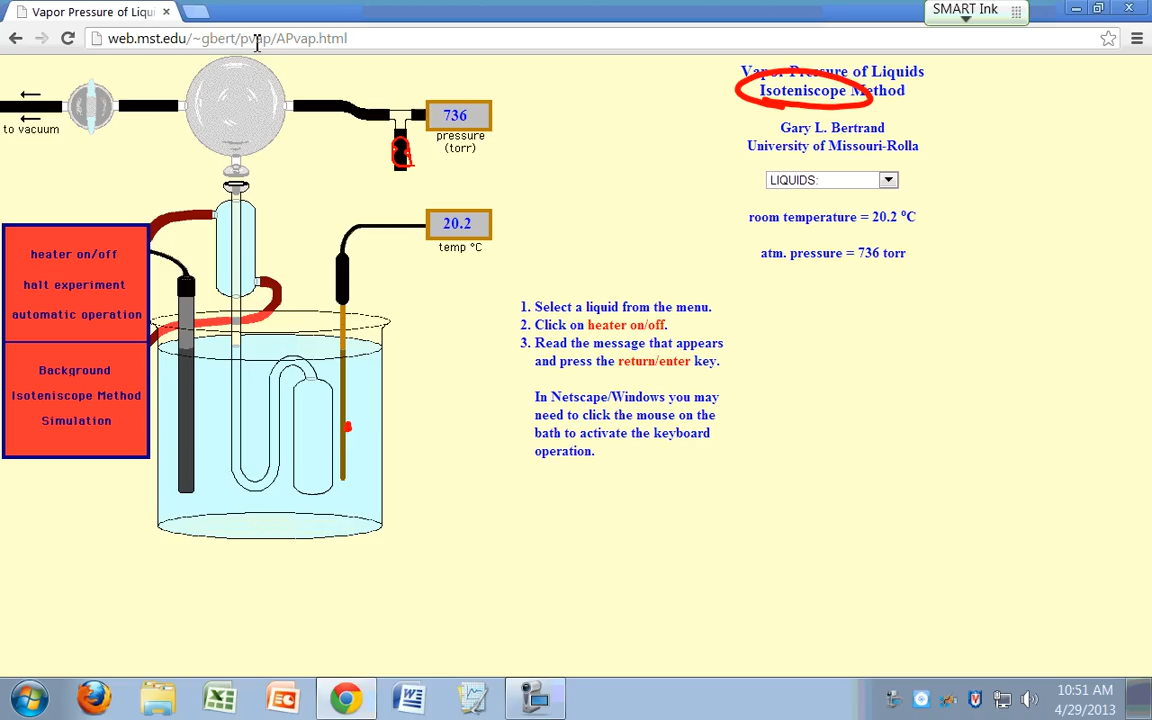 Vapor Pressure of Liqui
SMART Ink
web.mst.edu/~gbert/pvap/APvap.html
to vacuum
736
pressure
(torr)
20.2
temp °C
heater on/off
halt experiment
automatic operation
Background
Isoteniscope Method
Simulation
Vapor Pressure of Liquids
Isoteniscope Method
Gary L. Bertrand
University of Missouri-Rolla
LIQUIDS:
room temperature = 20.2 °C
atm. pressure = 736 torr
1. Select a liquid from the menu.
2. Click on heater on/off.
3. Read the message that appears
and press the return/enter key.
In Netscape/Windows you may
need to click the mouse on the
bath to activate the keyboard
operation.
10:51 AM
4/29/2013